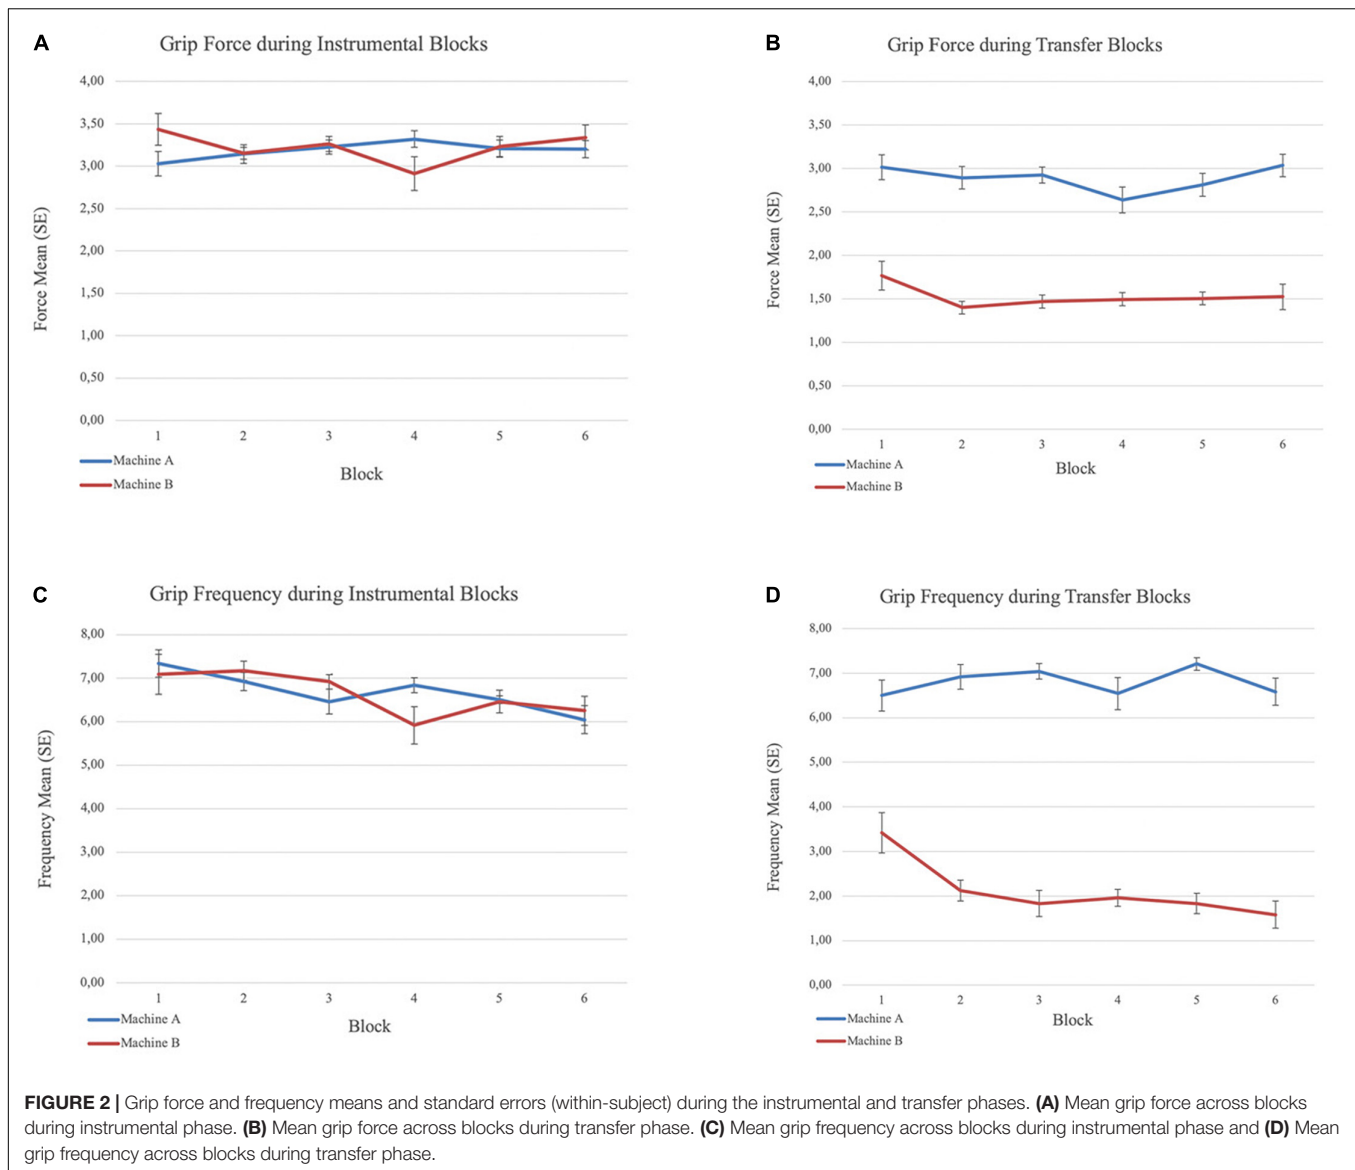 A
Grip Force during Instrumental Blocks
4,00
3,50
3,00
2,50
2,00
1,50
1,00
0,50
0,00
Force Mean (SE)
1 2 3 4 5 6
Machine A
Machine B
Block
B
Grip Force during Transfer Blocks
4,00
3,50
3,00
2,50
2,00
1,50
1,00
0,50
0,00
Force Mean (SE)
1 2 3 4 5 6
Machine A
Machine B
Block
C
Grip Frequency during Instrumental Blocks
8,00
7,00
6,00
5,00
4,00
3,00
2,00
1,00
0,00
Frequency Mean (SE)
1 2 3 4 5 6
Machine A
Machine B
Block
D
Grip Frequency during Transfer Blocks
8,00
7,00
6,00
5,00
4,00
3,00
2,00
1,00
0,00
Frequency Mean (SE)
1 2 3 4 5 6
Machine A
Machine B
Block
FIGURE 2 | Grip force and frequency means and standard errors (within-subject) during the instrumental and transfer phases. (A) Mean grip force across blocks
during instrumental phase. (B) Mean grip force across blocks during transfer phase. (C) Mean grip frequency across blocks during instrumental phase and (D) Mean
grip frequency across blocks during transfer phase.